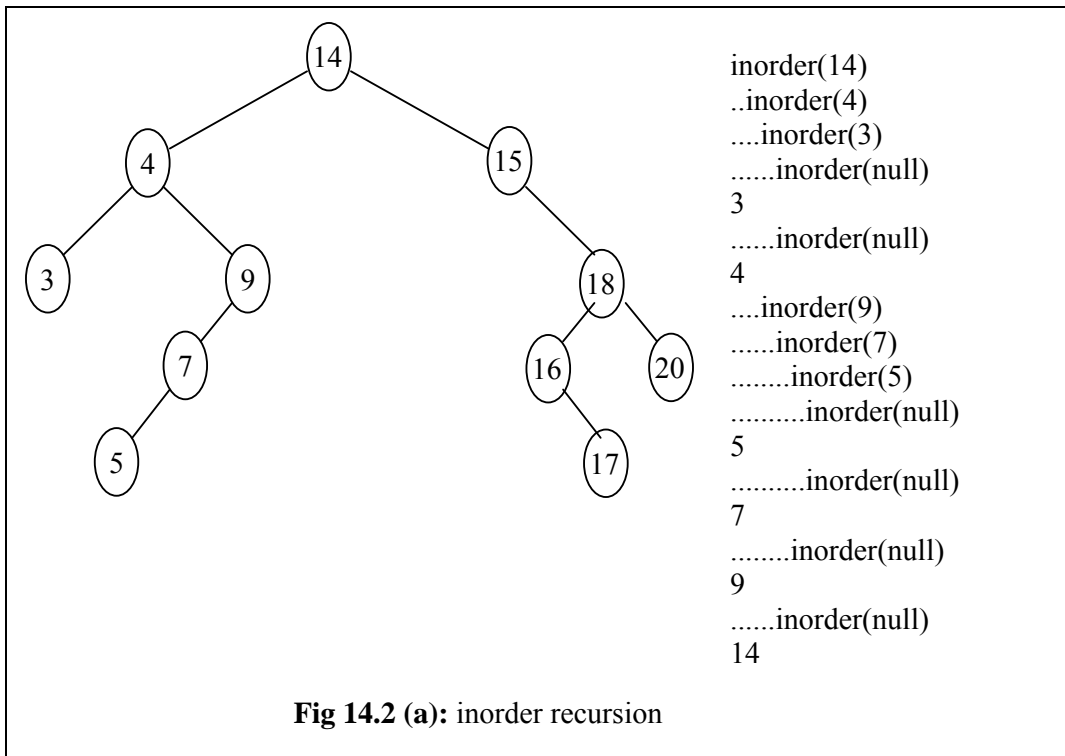 14
4
15
3
9
18
7
16
20
5
17
inorder(14)
..inorder(4)
....inorder(3)
......inorder(null)
3
......inorder(null)
4
....inorder(9)
......inorder(7)
........inorder(5)
..........inorder(null)
5
..........inorder(null)
7
........inorder(null)
9
......inorder(null)
14
Fig 14.2 (a): inorder recursion